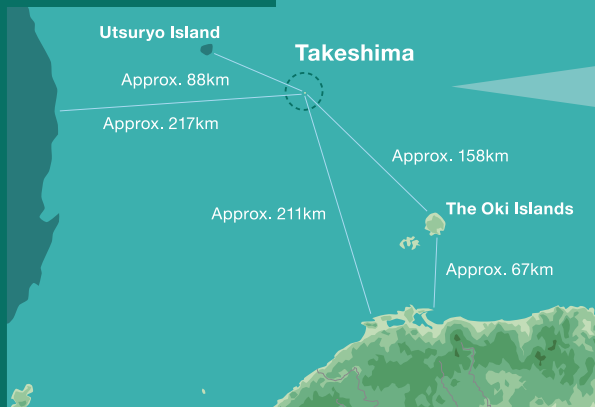 Utsuryo Island
Takeshima
Approx. 88km
Approx. 217km
Approx. 158km
Approx. 211km
The Oki Islands
Approx. 67km